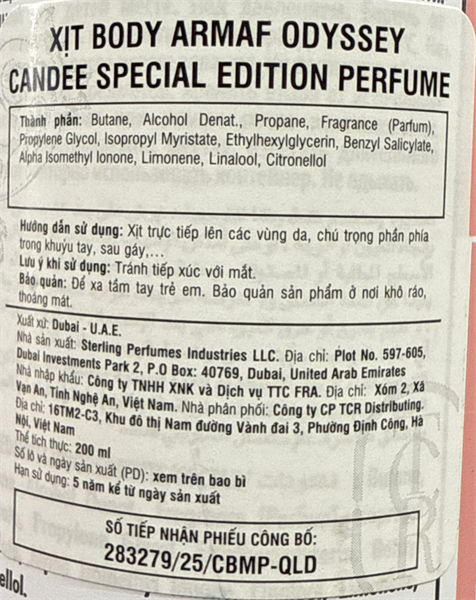 XỊT BODY ARMAF ODYSSEY
CANDEE SPECIAL EDITION PERFUME
Thành phần: Butane, Alcohol Denat., Propane, Fragrance (Parfum),
Propylene Glycol, Isopropyl Myristate, Ethylhexylglycerin, Benzyl Salicylate,
Alpha Isomethyl Ionone, Limonene, Linalool, Citronellol
Hướng dẫn sử dụng: Xịt trực tiếp lên các vùng da, chú trọng phần phía
trong khuỷu tay, sau gáy,...
Lưu ý khi sử dụng: Tránh tiếp xúc với mắt.
Bảo quản: Để xa tầm tay trẻ em. Bảo quản sản phẩm ở nơi khô ráo,
thoáng mát.
Xuất xứ: Dubai - U.A.E.
Nhà sản xuất: Sterling Perfumes Industries LLC. Địa chỉ: Plot No. 597-605,
Dubai Investments Park 2, P.O Box: 40769, Dubai, United Arab Emirates
Nhà nhập khẩu: Công ty TNHH XNK và Dịch vụ TTC FRA. Địa chỉ: Xóm 2, Xã
Vạn An, Tỉnh Nghệ An, Việt Nam. Nhà phân phối: Công ty CP TCR Distributing.
Địa chỉ: 16TM2-C3, Khu đô thị Nam đường Vành đai 3, Phường Định Công, Hà
Nội, Việt Nam
Thể tích thực: 200 ml
Số lô và ngày sản xuất (PD): xem trên bao bì
Hạn sử dụng: 5 năm kể từ ngày sản xuất
SỐ TIẾP NHẬN PHIẾU CÔNG BỐ:
283279/25/CBMP-QLD
ellol.